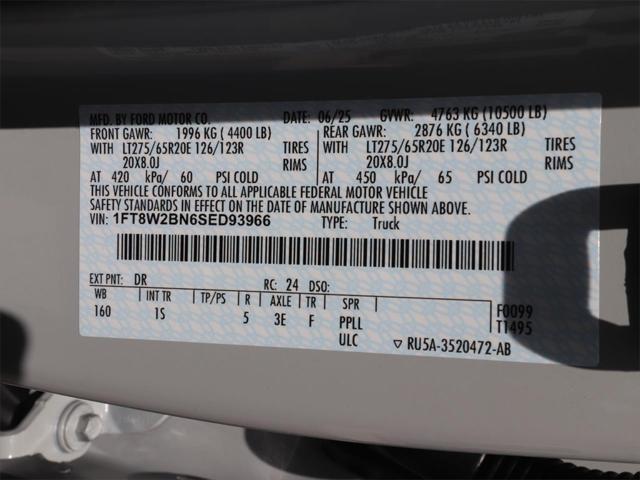 MFD. BY FORD MOTOR CO. DATE: 06/25 GVWR: 4763 KG (10500 LB)
FRONT GAWR: 1996 KG (4400 LB) REAR GAWR: 2876 KG (6340 LB)
WITH LT275/65R20E 126/123R TIRES WITH LT275/65R20E 126/123R TIRES
20X8.0J RIMS 20X8.0J RIMS
AT 420 kPa/ 60 PSI COLD AT 450 kPa/ 65 PSI COLD
THIS VEHICLE CONFORMS TO ALL APPLICABLE FEDERAL MOTOR VEHICLE
SAFETY STANDARDS IN EFFECT ON THE DATE OF MANUFACTURE SHOWN ABOVE.
VIN: 1FT8W2BN6SED93966 TYPE: Truck
EXT PNT: DR RC: 24 DSO:
WB INT TR TP/PS R AXLE TR SPR F0099
160 1S 5 3E F PPLL T1495
ULC ▽ RU5A-3520472-AB